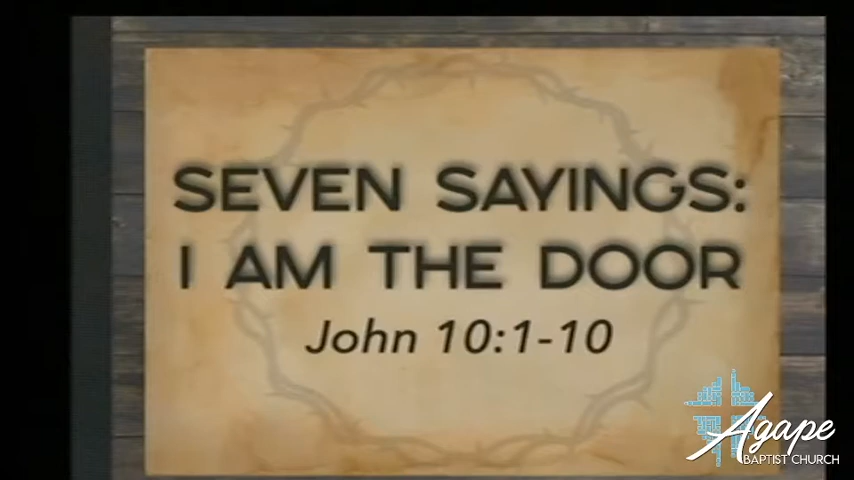 SEVEN SAYINGS:
I AM THE DOOR
John 10:1-10
Agape
BAPTIST CHURCH